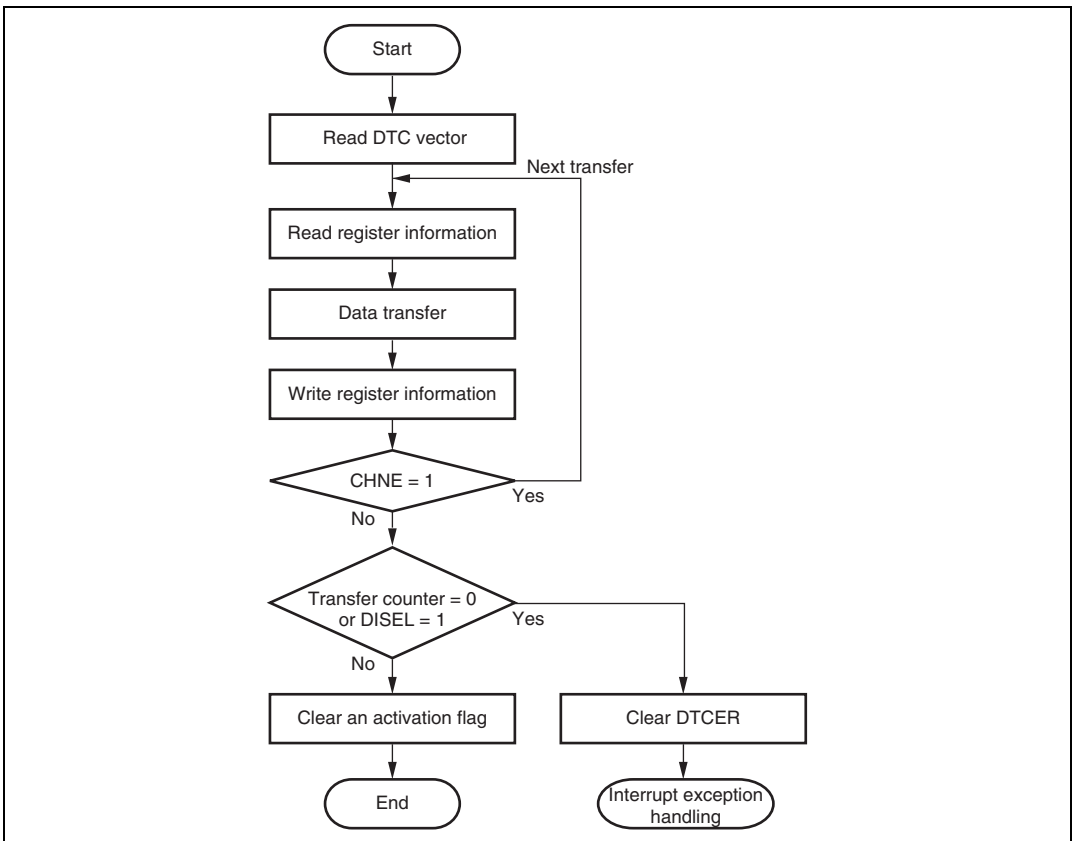 Start
Read DTC vector
Next transfer
Read register information
Data transfer
Write register information
CHNE = 1
Yes
No
Transfer counter = 0
or DISEL = 1
Yes
No
Clear an activation flag
Clear DTCER
End
Interrupt exception
handling